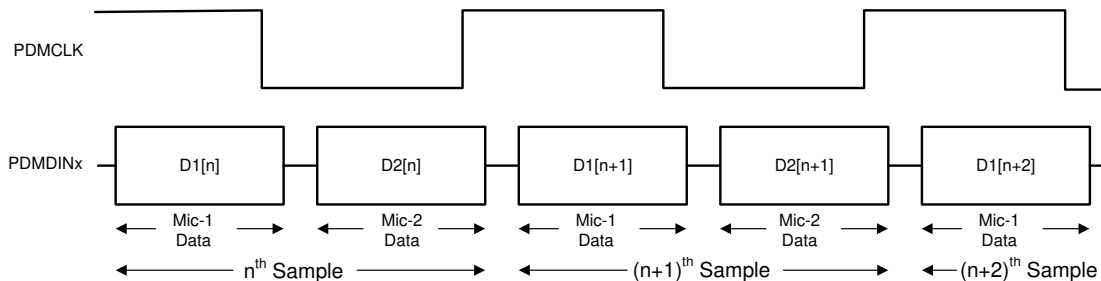 PDMCLK
PDMDINx
D1[n]
D2[n]
D1[n+1]
D2[n+1]
D1[n+2]
Mic-1
Data
Mic-2
Data
Mic-1
Data
Mic-2
Data
Mic-1
Data
nth Sample
(n+1)th Sample
(n+2)th Sample